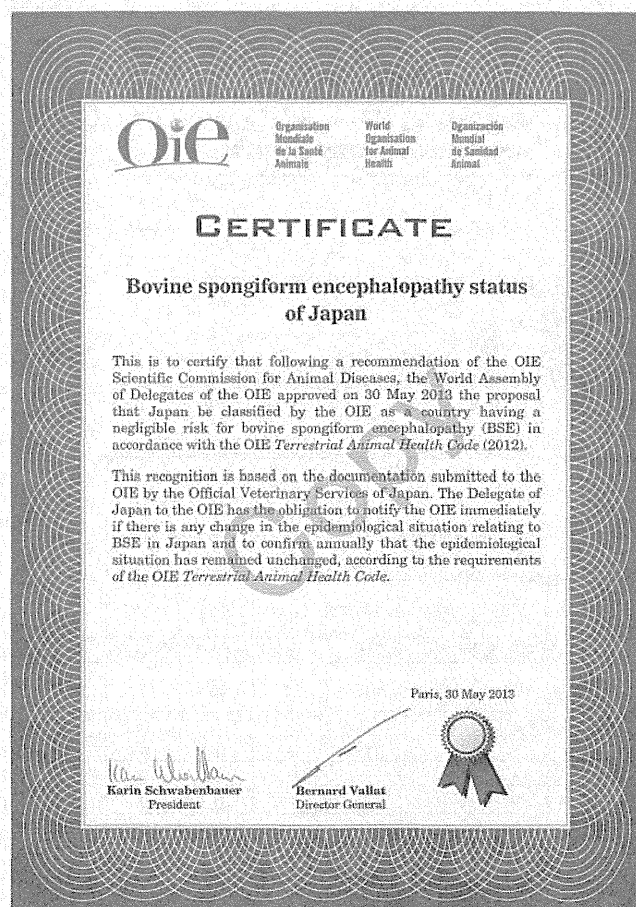 OiE
Organisation
Mondiale
de la Santé
Animale
World
Organisation
for Animal
Health
Organización
Mundial
de Sanidad
Animal
CERTIFICATE
Bovine spongiform encephalopathy status
of Japan
This is to certify that following a recommendation of the OIE
Scientific Commission for Animal Diseases, the World Assembly
of Delegates of the OIE approved on 30 May 2013 the proposal
that Japan be classified by the OIE as a country having a
negligible risk for bovine spongiform encephalopathy (BSE) in
accordance with the OIE Terrestrial Animal Health Code (2012).
This recognition is based on the documentation submitted to the
OIE by the Official Veterinary Services of Japan. The Delegate of
Japan to the OIE has the obligation to notify the OIE immediately
if there is any change in the epidemiological situation relating to
BSE in Japan and to confirm annually that the epidemiological
situation has remained unchanged, according to the requirements
of the OIE Terrestrial Animal Health Code.
Copy
Paris, 30 May 2013
Karin Schwabenbauer
President
Bernard Vallat
Director General